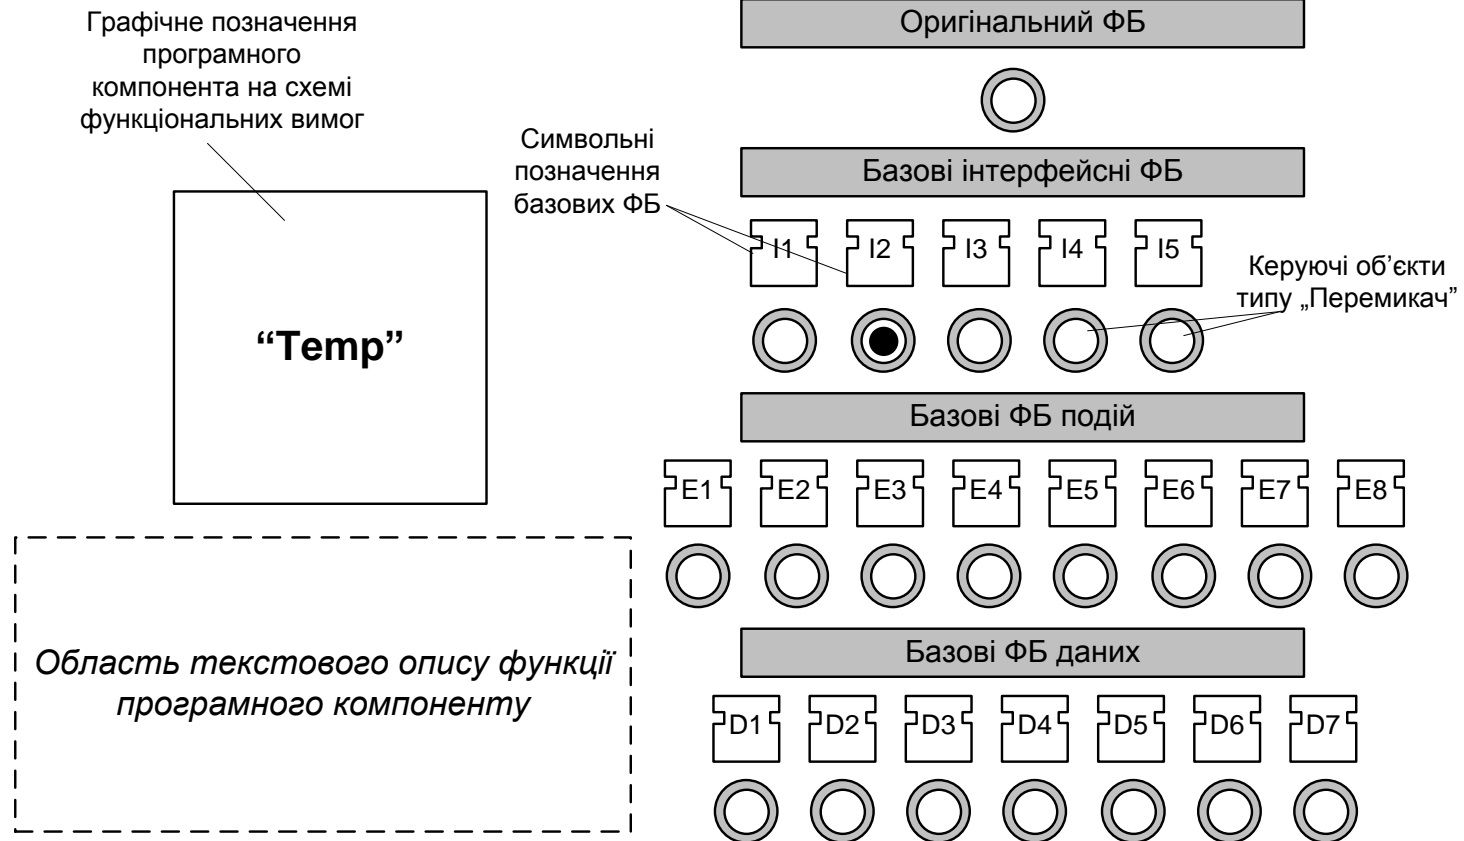 Графічне позначення
програмного
компонента на схемі
функціональних вимог
Оригінальний ФБ
Символьні
позначення
базових ФБ
Базові інтерфейсні ФБ
I1 I2 I3 I4 I5
Керуючі об’єкти
типу „Перемикач”
“Temp”
Базові ФБ подій
E1 E2 E3 E4 E5 E6 E7 E8
Область текстового опису функції
програмного компоненту
Базові ФБ даних
D1 D2 D3 D4 D5 D6 D7